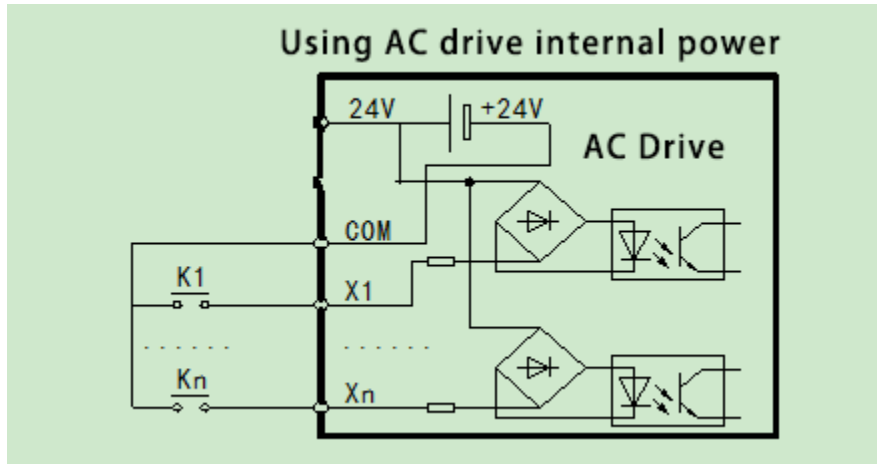 Using AC drive internal power
24V +24V
AC Drive
COM
K1
X1
. . . . . . . . . . . .
Kn
Xn